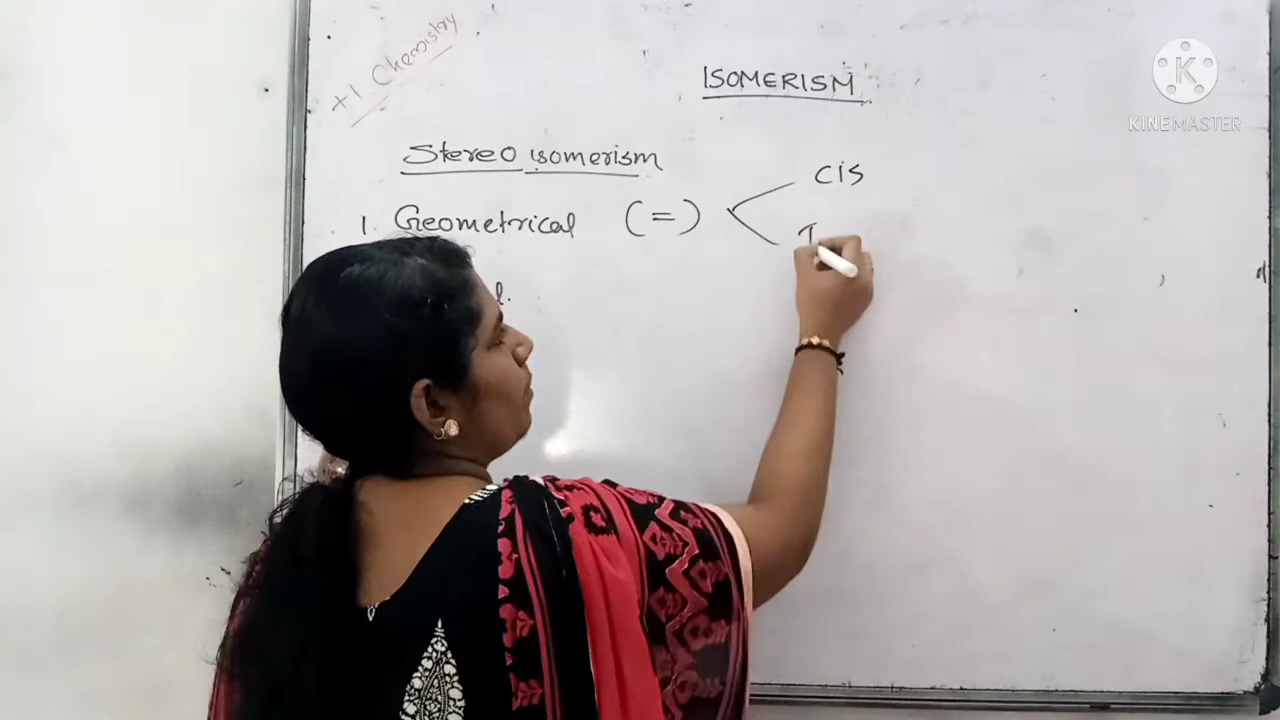 +1 Chemistry
ISOMERISM
KINEMASTER
Stereo isomerism
cis
1. Geometrical (=)
T
l.